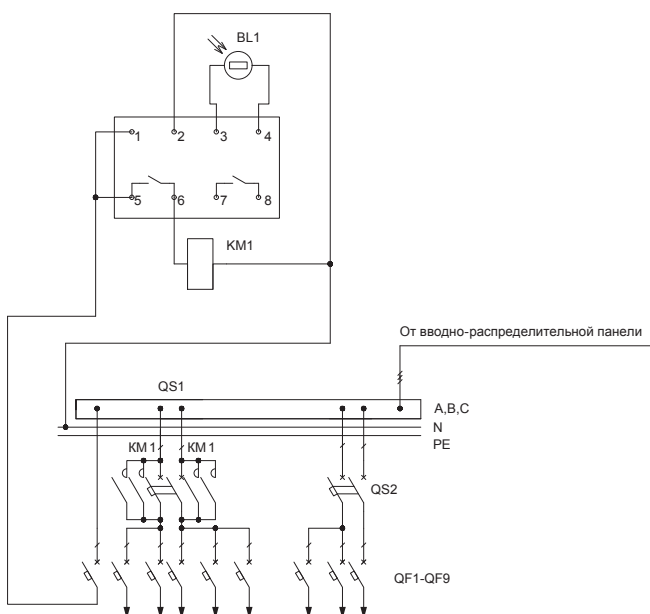 BL1
1 2 3 4
5 6 7 8
KM1
От вводно-распределительной панели
QS1
A,B,C
N
PE
KM1 KM1
QS2
QF1-QF9